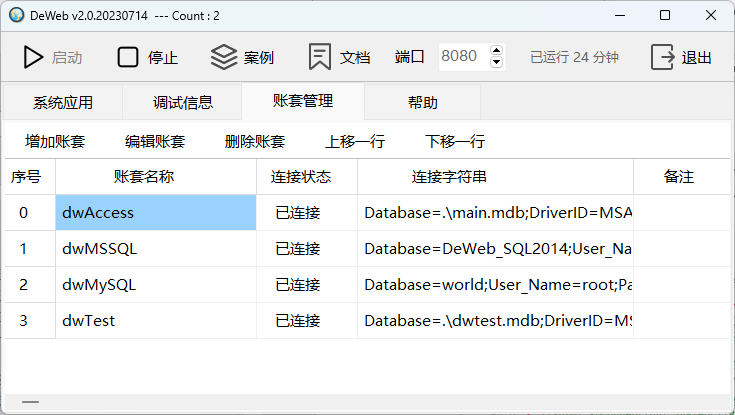 DeWeb v2.0.20230714 --- Count : 2
启动 停止 案例 文档 端口 8080 已运行 24 分钟 退出
系统应用 调试信息 账套管理 帮助
增加账套 编辑账套 删除账套 上移一行 下移一行
序号 账套名称 连接状态 连接字符串 备注
0 dwAccess 已连接 Database=.\main.mdb;DriverID=MSA
1 dwMSSQL 已连接 Database=DeWeb_SQL2014;User_Na
2 dwMySQL 已连接 Database=world;User_Name=root;Pa
3 dwTest 已连接 Database=.\dwtest.mdb;DriverID=MS